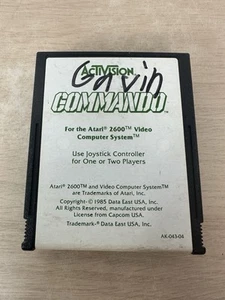 ACTIVISION
Gavin
COMMANDO
For the Atari® 2600™ Video
Computer System™
Use Joystick Controller
for One or Two Players
Atari® 2600™ and Video Computer System™
are Trademarks of Atari, Inc.
Copyright © 1985 Data East USA, Inc.
All Rights Reserved. Manufactured under
License from Capcom USA.
Trademark® Data East USA, Inc.
AK-043-04